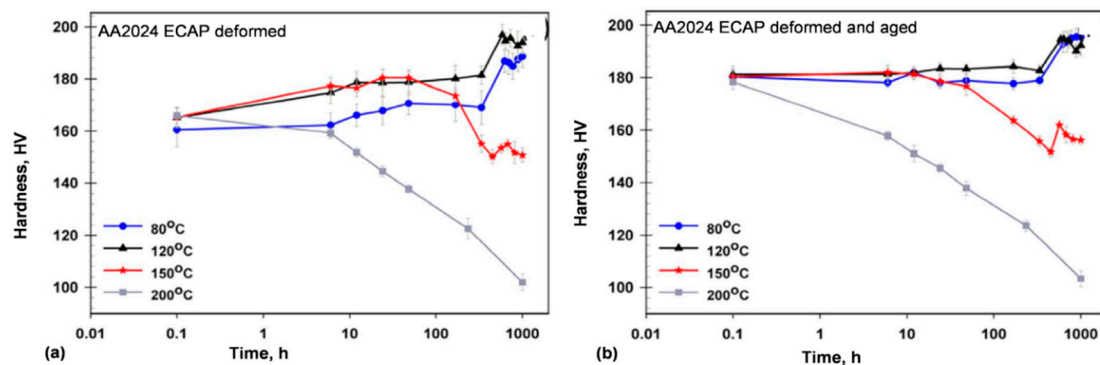 AA2024 ECAP deformed
)
200
180
160
140
120
100
Hardness, HV
80°C
120°C
150°C
200°C
0.01 0.1 1 10 100 1000
(a) Time, h
AA2024 ECAP deformed and aged
200
180
160
140
120
100
Hardness, HV
80°C
120°C
150°C
200°C
0.01 0.1 1 10 100 1000
(b) Time, h